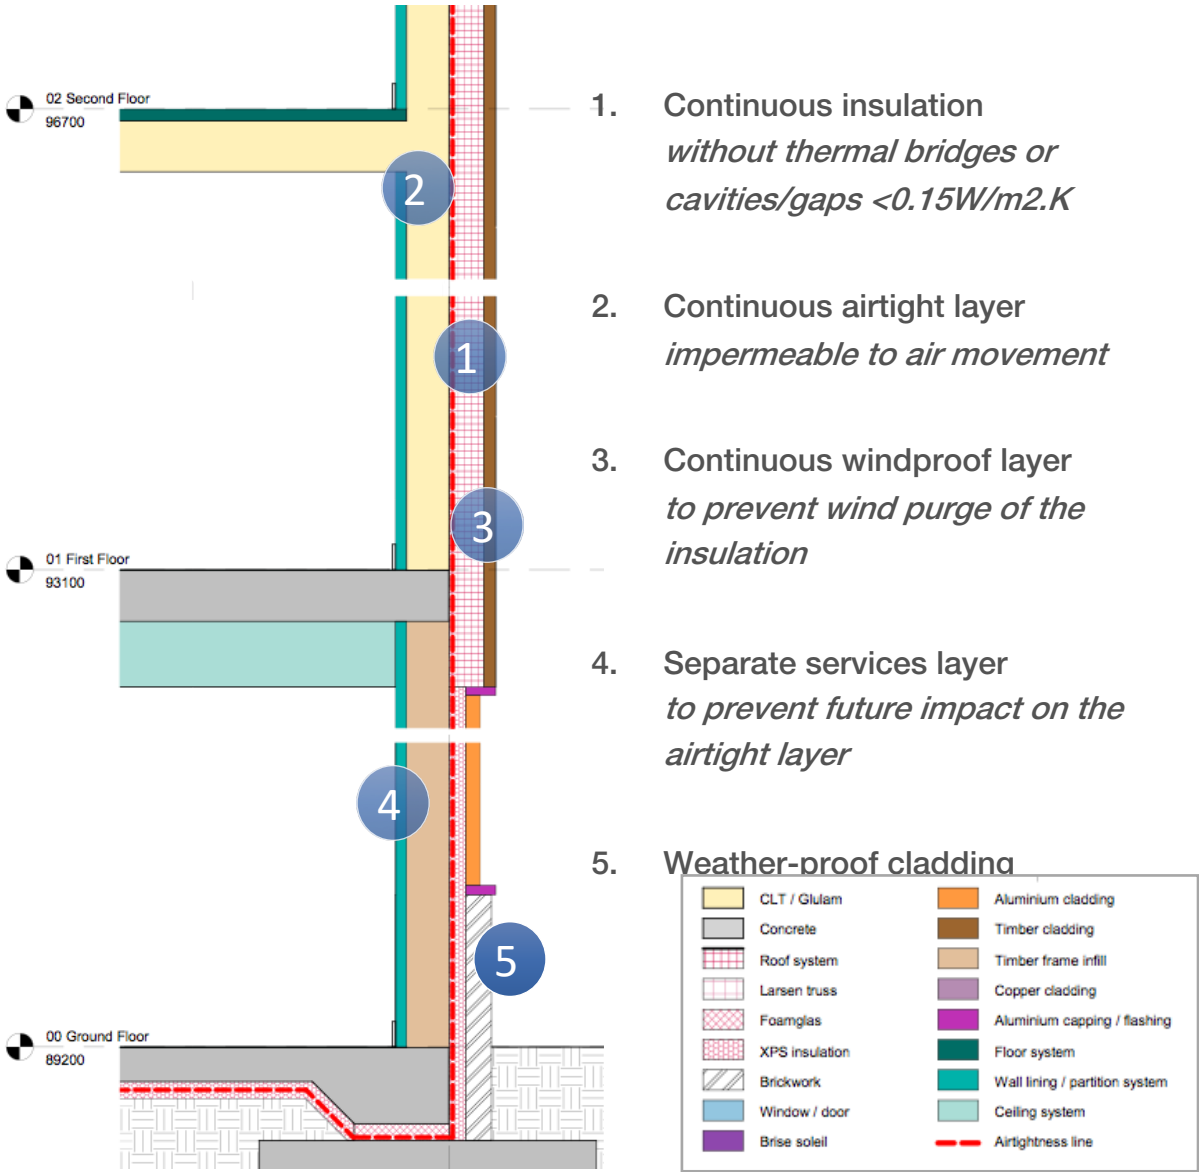 02 Second Floor
96700
2
1
3
01 First Floor
93100
4
5
00 Ground Floor
89200
1. Continuous insulation
without thermal bridges or
cavities/gaps <0.15W/m2.K
2. Continuous airtight layer
impermeable to air movement
3. Continuous windproof layer
to prevent wind purge of the
insulation
4. Separate services layer
to prevent future impact on the
airtight layer
5. Weather-proof cladding
CLT / Glulam
Concrete
Roof system
Larsen truss
Foamglas
XPS insulation
Brickwork
Window / door
Brise soleil
Aluminium cladding
Timber cladding
Timber frame infill
Copper cladding
Aluminium capping / flashing
Floor system
Wall lining / partition system
Ceiling system
Airtightness line